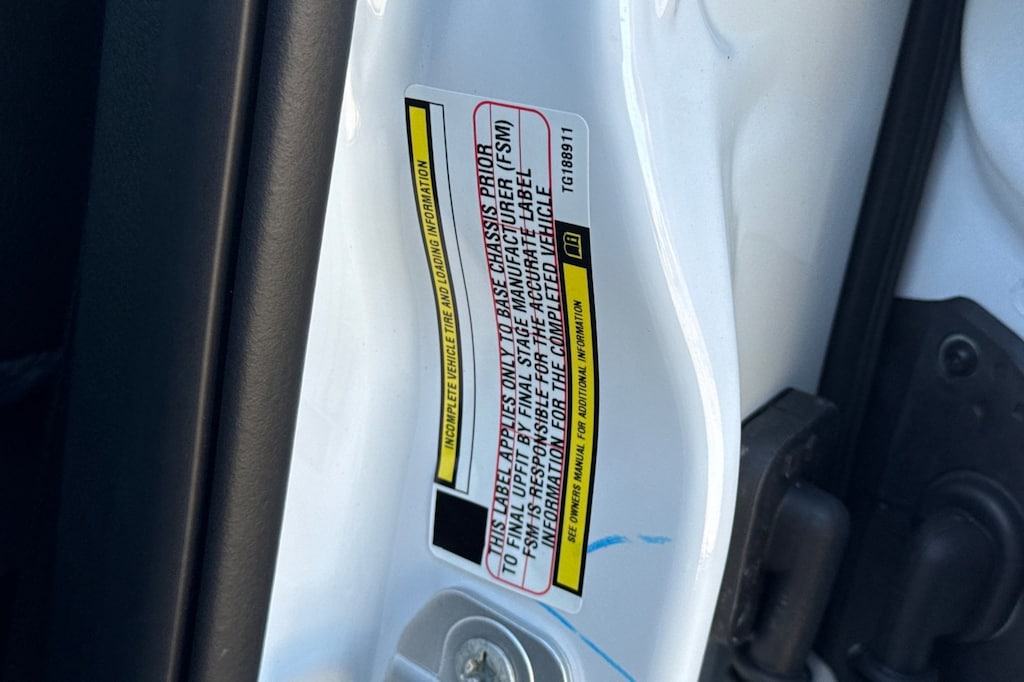 INCOMPLETE VEHICLE TIRE AND LOADING INFORMATION
THIS LABEL APPLIES ONLY TO BASE CHASSIS PRIOR
TO FINAL UPFIT BY FINAL STAGE MANUFACTURER (FSM)
FSM IS RESPONSIBLE FOR THE ACCURATE LABEL
INFORMATION FOR THE COMPLETED VEHICLE
SEE OWNERS MANUAL FOR ADDITIONAL INFORMATION
TG188911